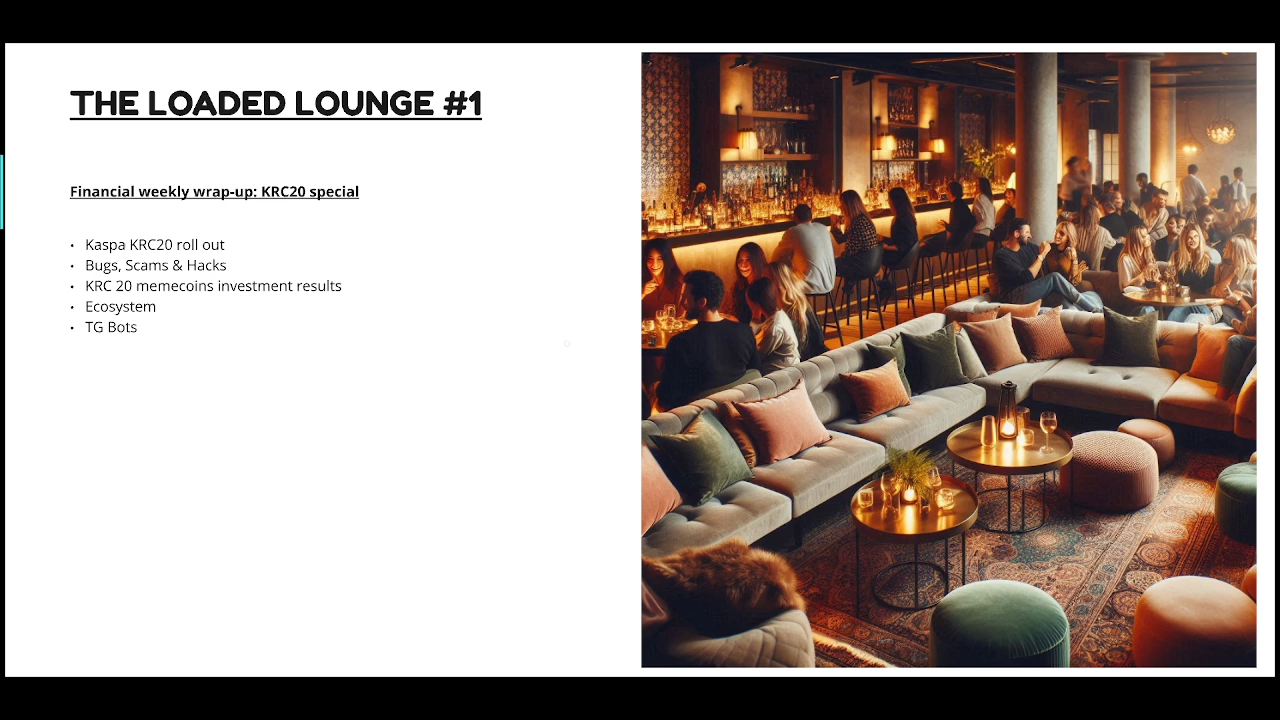 THE LOADED LOUNGE #1
Financial weekly wrap-up: KRC20 special
• Kaspa KRC20 roll out
• Bugs, Scams & Hacks
• KRC 20 memecoins investment results
• Ecosystem
• TG Bots